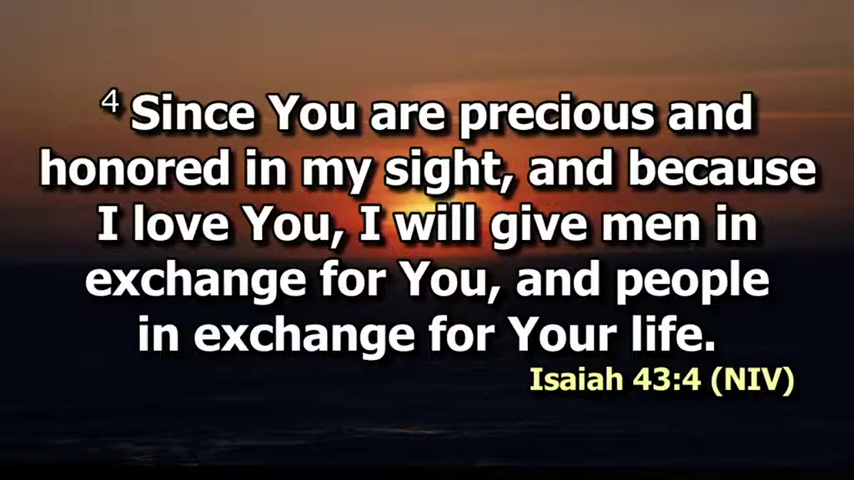 4 Since You are precious and
honored in my sight, and because
I love You, I will give men in
exchange for You, and people
in exchange for Your life.
Isaiah 43:4 (NIV)